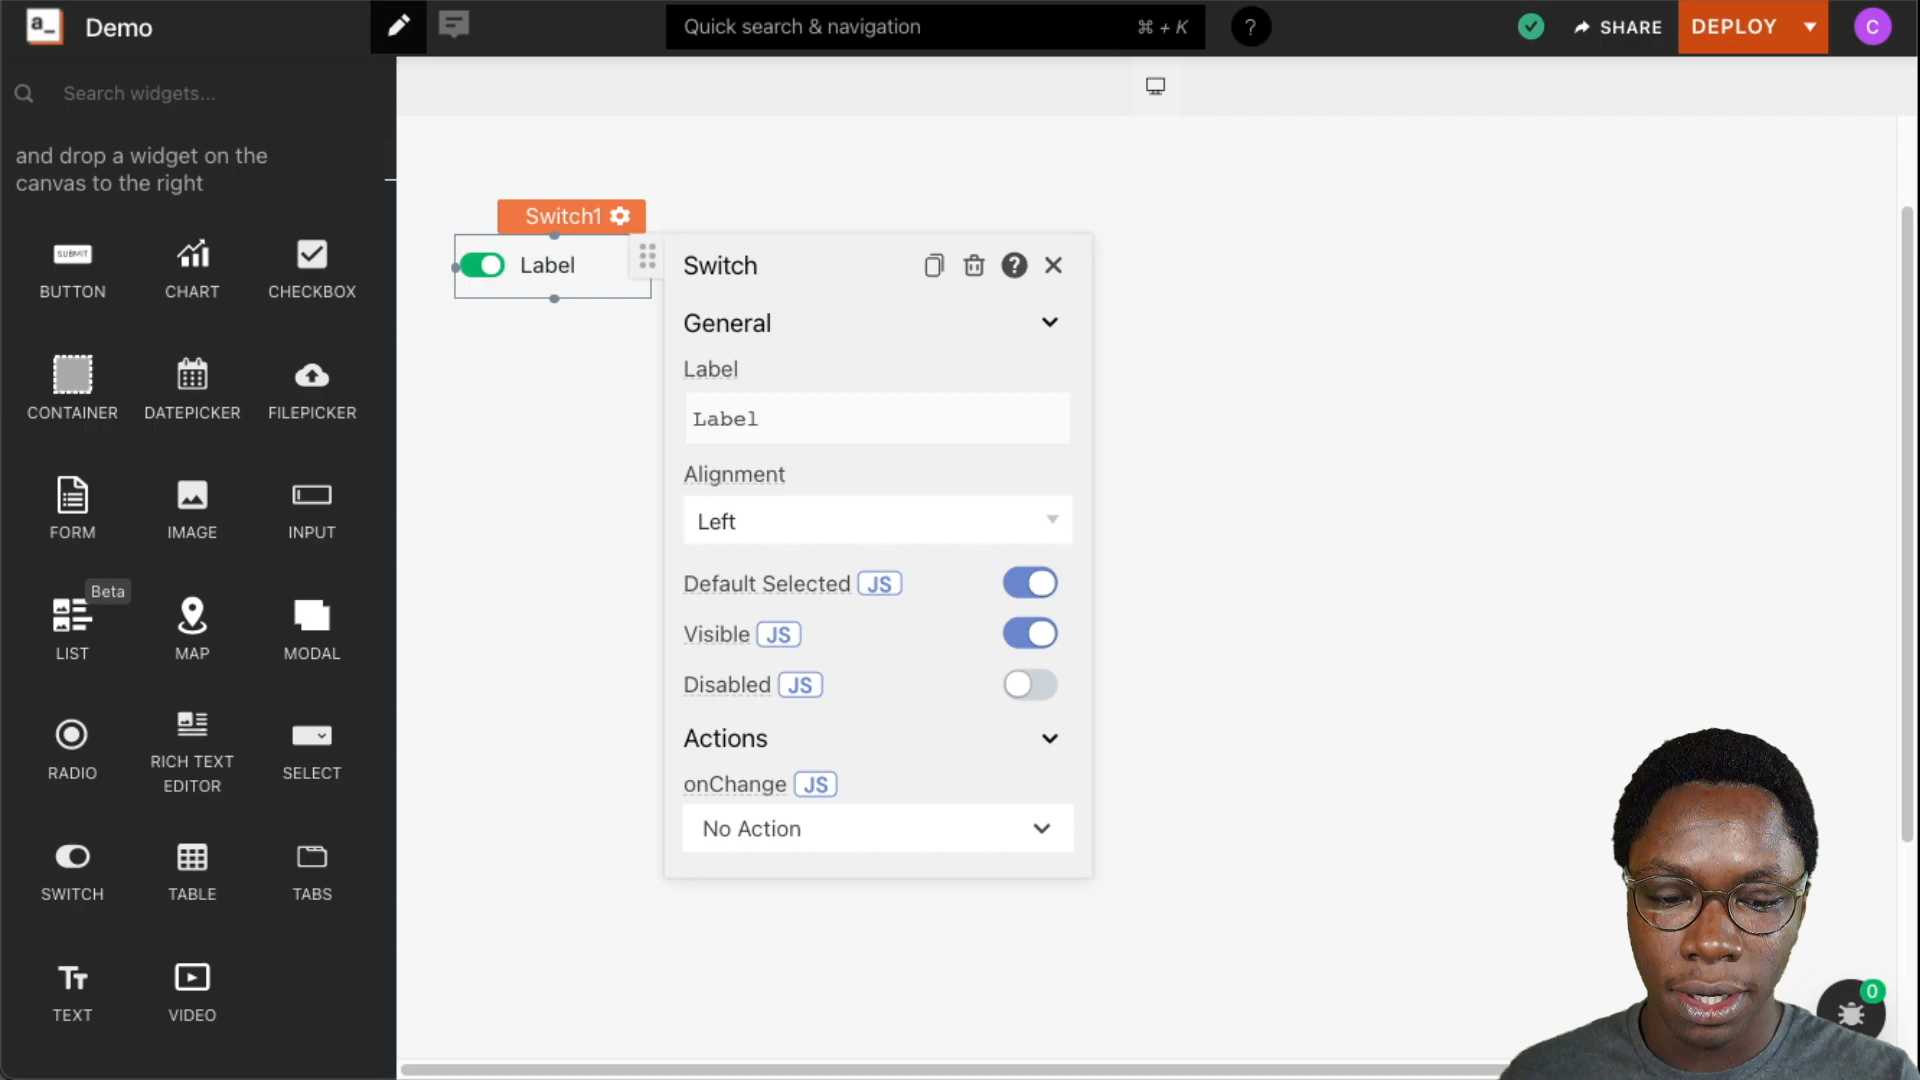 a_
Demo
Quick search & navigation
⌘ + K
?
SHARE
DEPLOY
C
Search widgets...
and drop a widget on the
canvas to the right
SUBMIT
BUTTON
CHART
CHECKBOX
CONTAINER
DATEPICKER
FILEPICKER
FORM
IMAGE
INPUT
Beta
LIST
MAP
MODAL
RADIO
RICH TEXT
EDITOR
SELECT
SWITCH
TABLE
TABS
TT
TEXT
VIDEO
Switch1
Label
Switch
?
General
Label
Label
Alignment
Left
Default Selected JS
Visible JS
Disabled JS
Actions
onChange JS
No Action
0